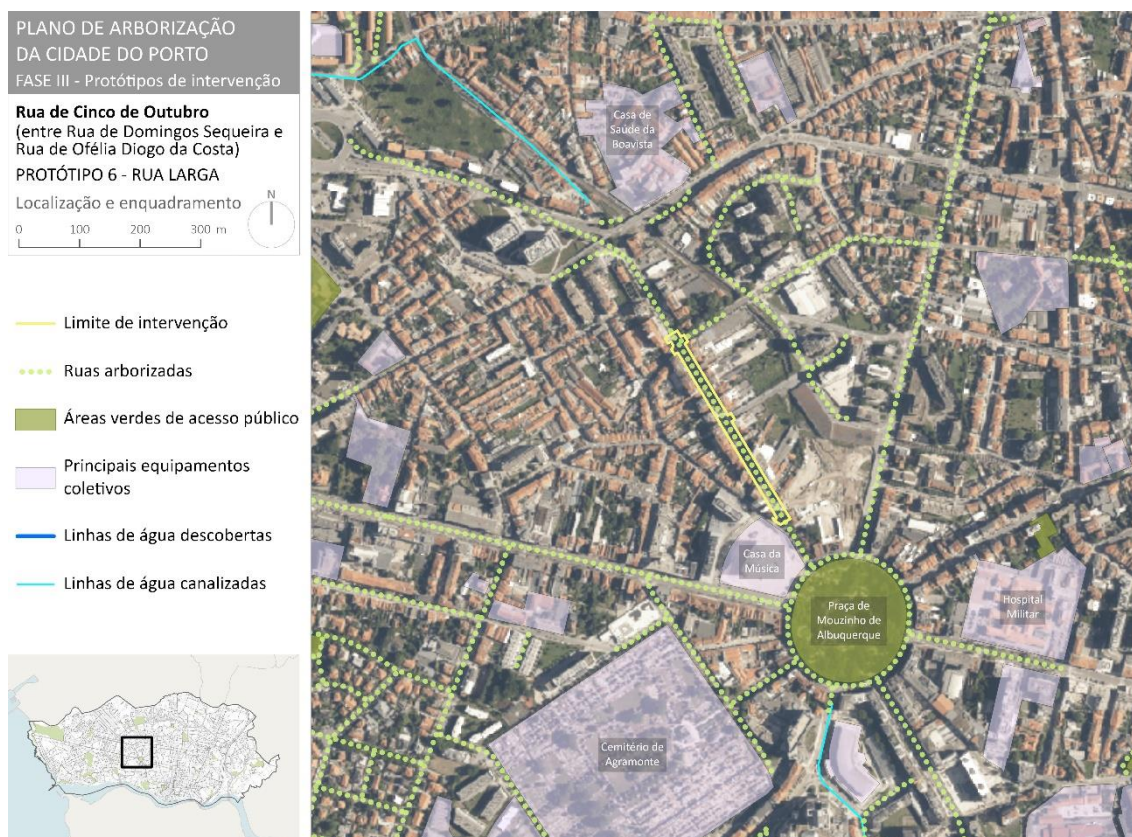 PLANO DE ARBORIZAÇÃO
DA CIDADE DO PORTO
FASE III - Protótipos de intervenção
Rua de Cinco de Outubro
(entre Rua de Domingos Sequeira e
Rua de Ofélia Diogo da Costa)
PROTÓTIPO 6 - RUA LARGA
Localização e enquadramento
N
0 100 200 300 m
Limite de intervenção
Ruas arborizadas
Áreas verdes de acesso público
Principais equipamentos
coletivos
Linhas de água descobertas
Linhas de água canalizadas
Casa de
Saúde da
Boavista
Casa da
Música
Praça de
Mouzinho de
Albuquerque
Hospital
Militar
Cemitério de
Agramonte